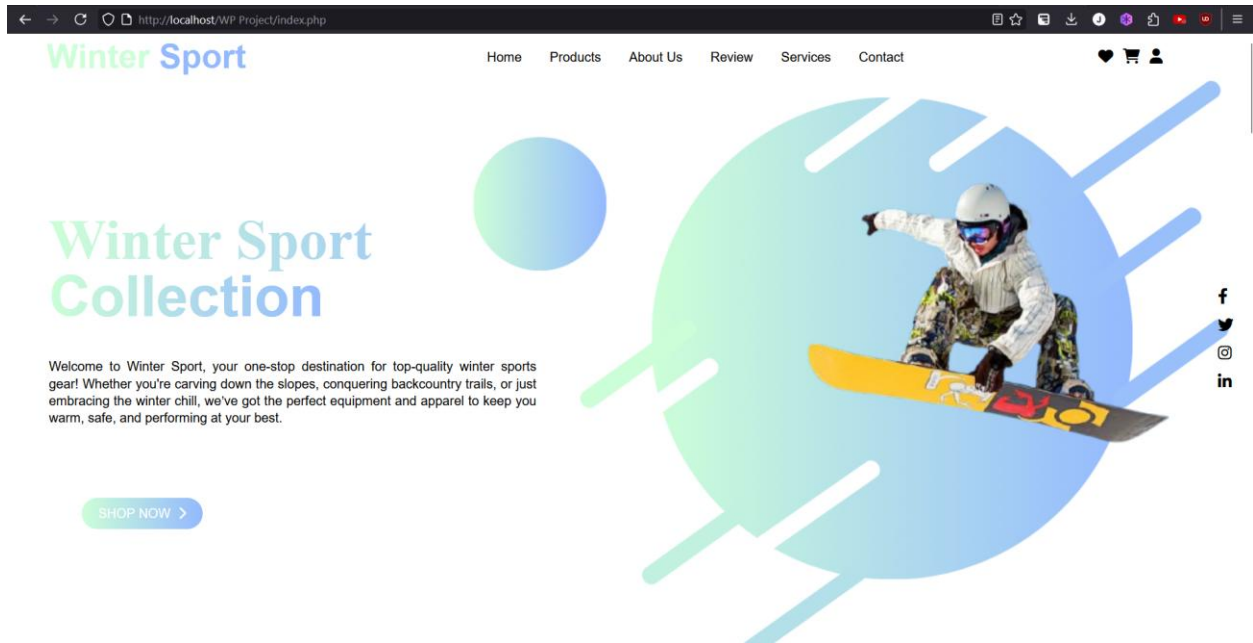 http://localhost/WP Project/index.php
Winter Sport
Home Products About Us Review Services Contact
Winter Sport
Collection
Welcome to Winter Sport, your one-stop destination for top-quality winter sports
gear! Whether you're carving down the slopes, conquering backcountry trails, or just
embracing the winter chill, we've got the perfect equipment and apparel to keep you
warm, safe, and performing at your best.
SHOP NOW